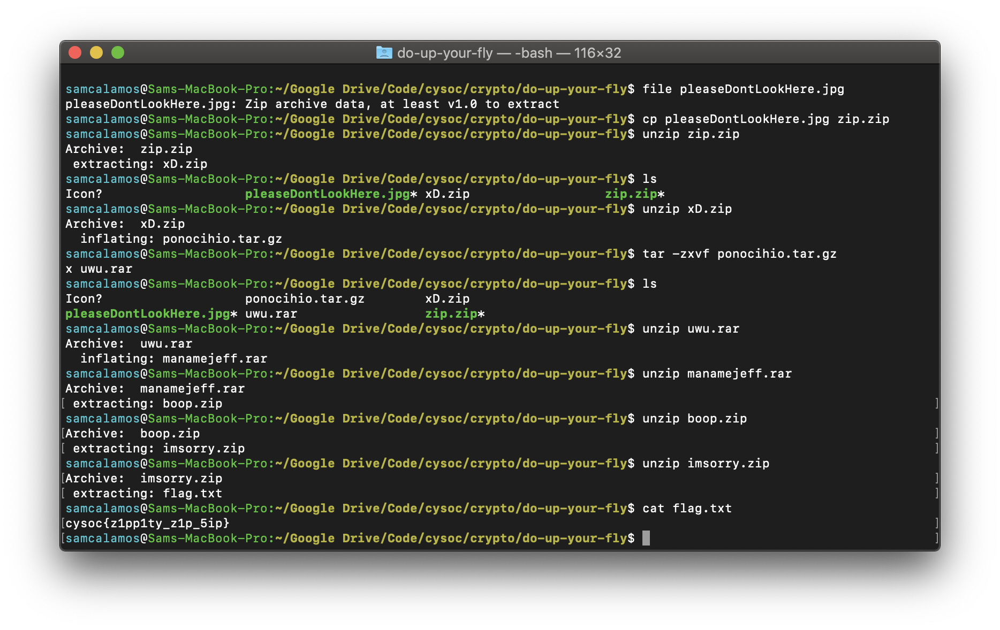 do-up-your-fly — -bash — 116×32
samcalamos@Sams-MacBook-Pro:~/Google Drive/Code/cysoc/crypto/do-up-your-fly$ file pleaseDontLookHere.jpg
pleaseDontLookHere.jpg: Zip archive data, at least v1.0 to extract
samcalamos@Sams-MacBook-Pro:~/Google Drive/Code/cysoc/crypto/do-up-your-fly$ cp pleaseDontLookHere.jpg zip.zip
samcalamos@Sams-MacBook-Pro:~/Google Drive/Code/cysoc/crypto/do-up-your-fly$ unzip zip.zip
Archive:  zip.zip
 extracting: xD.zip
samcalamos@Sams-MacBook-Pro:~/Google Drive/Code/cysoc/crypto/do-up-your-fly$ ls
Icon?                   pleaseDontLookHere.jpg* xD.zip                  zip.zip*
samcalamos@Sams-MacBook-Pro:~/Google Drive/Code/cysoc/crypto/do-up-your-fly$ unzip xD.zip
Archive:  xD.zip
  inflating: ponocihio.tar.gz
samcalamos@Sams-MacBook-Pro:~/Google Drive/Code/cysoc/crypto/do-up-your-fly$ tar -zxvf ponocihio.tar.gz
x uwu.rar
samcalamos@Sams-MacBook-Pro:~/Google Drive/Code/cysoc/crypto/do-up-your-fly$ ls
Icon?                   ponocihio.tar.gz        xD.zip
pleaseDontLookHere.jpg* uwu.rar                 zip.zip*
samcalamos@Sams-MacBook-Pro:~/Google Drive/Code/cysoc/crypto/do-up-your-fly$ unzip uwu.rar
Archive:  uwu.rar
  inflating: manamejeff.rar
samcalamos@Sams-MacBook-Pro:~/Google Drive/Code/cysoc/crypto/do-up-your-fly$ unzip manamejeff.rar
Archive:  manamejeff.rar
[ extracting: boop.zip ]
samcalamos@Sams-MacBook-Pro:~/Google Drive/Code/cysoc/crypto/do-up-your-fly$ unzip boop.zip
[Archive:  boop.zip ]
[ extracting: imsorry.zip ]
samcalamos@Sams-MacBook-Pro:~/Google Drive/Code/cysoc/crypto/do-up-your-fly$ unzip imsorry.zip
[Archive:  imsorry.zip ]
[ extracting: flag.txt ]
samcalamos@Sams-MacBook-Pro:~/Google Drive/Code/cysoc/crypto/do-up-your-fly$ cat flag.txt
[cysoc{z1pp1ty_z1p_5ip} ]
[samcalamos@Sams-MacBook-Pro:~/Google Drive/Code/cysoc/crypto/do-up-your-fly$ ]